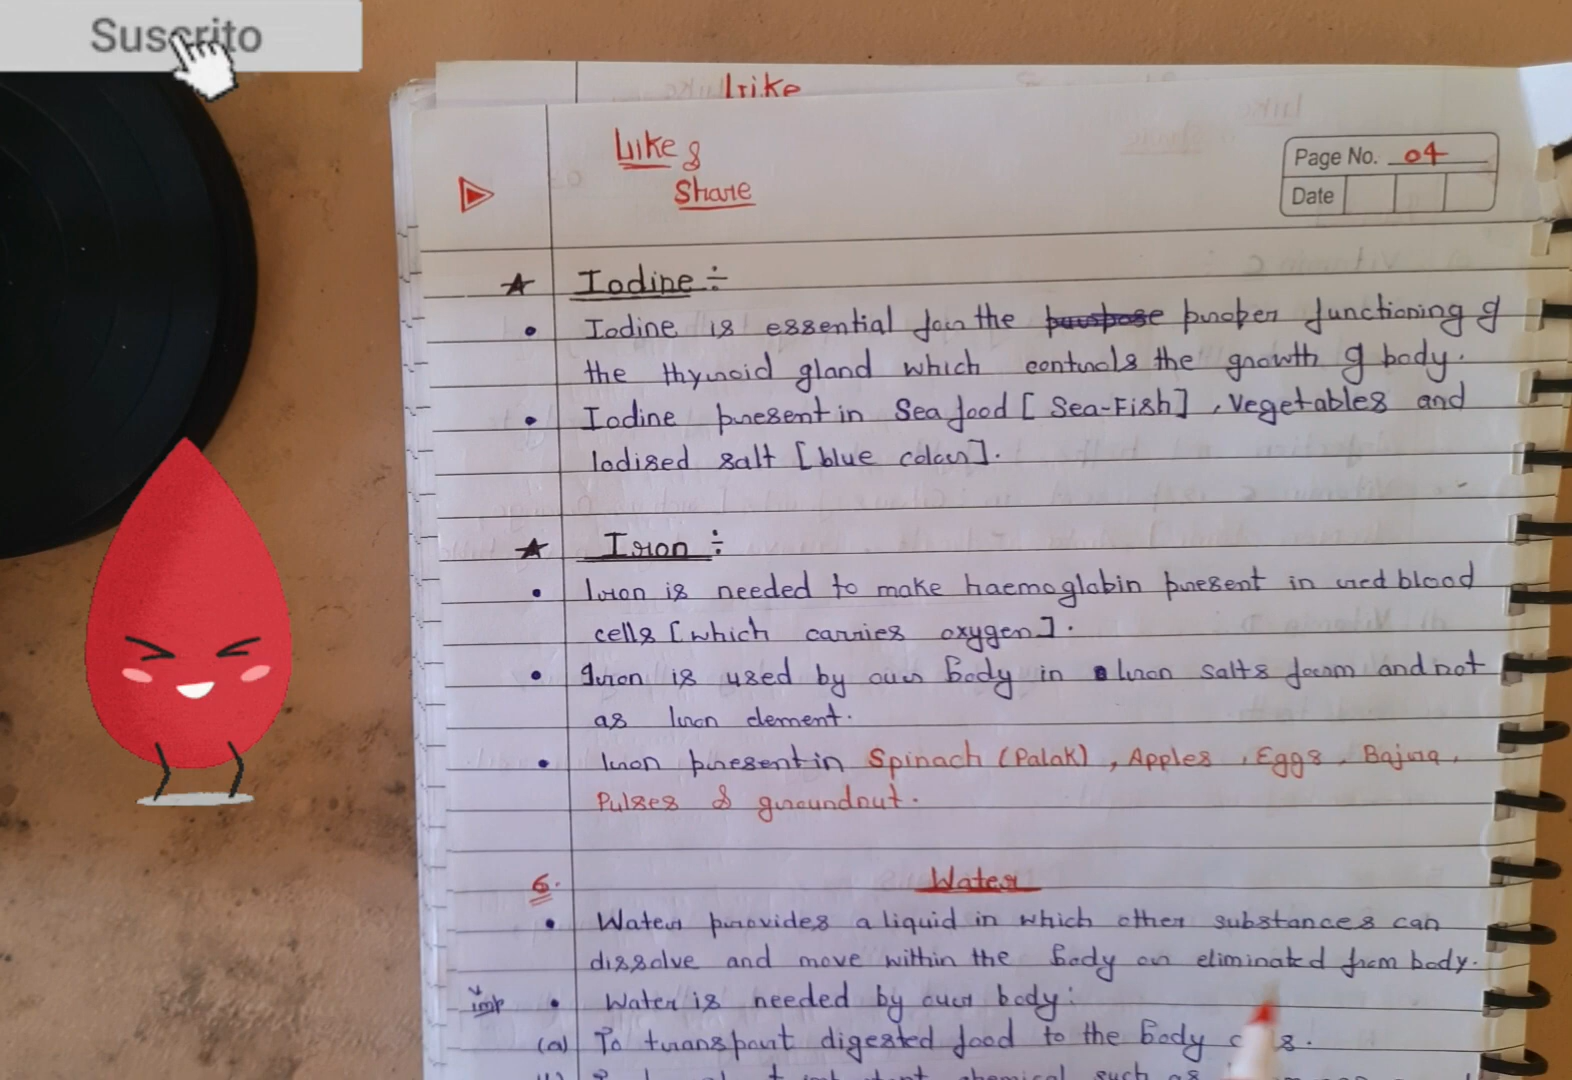 Suscrito
Like
Like &
Share
Page No. 04
Date
Iodine ÷
Iodine is essential for the proper functioning of
the thyroid gland which controls the growth of body.
Iodine present in Sea food [Sea-Fish], Vegetables and
Iodised salt [blue colour].
Iron ÷
Iron is needed to make haemoglobin present in red blood
cells [which carries oxygen].
Iron is used by our body in Iron salts form and not
as Iron element.
Iron present in Spinach (Palak), Apples, Eggs, Bajra,
Pulses & groundnut.
6. Water
Water provides a liquid in which other substances can
dissolve and move within the body or eliminated from body.
imp • Water is needed by our body:
(a) To transport digested food to the body
chemical such as